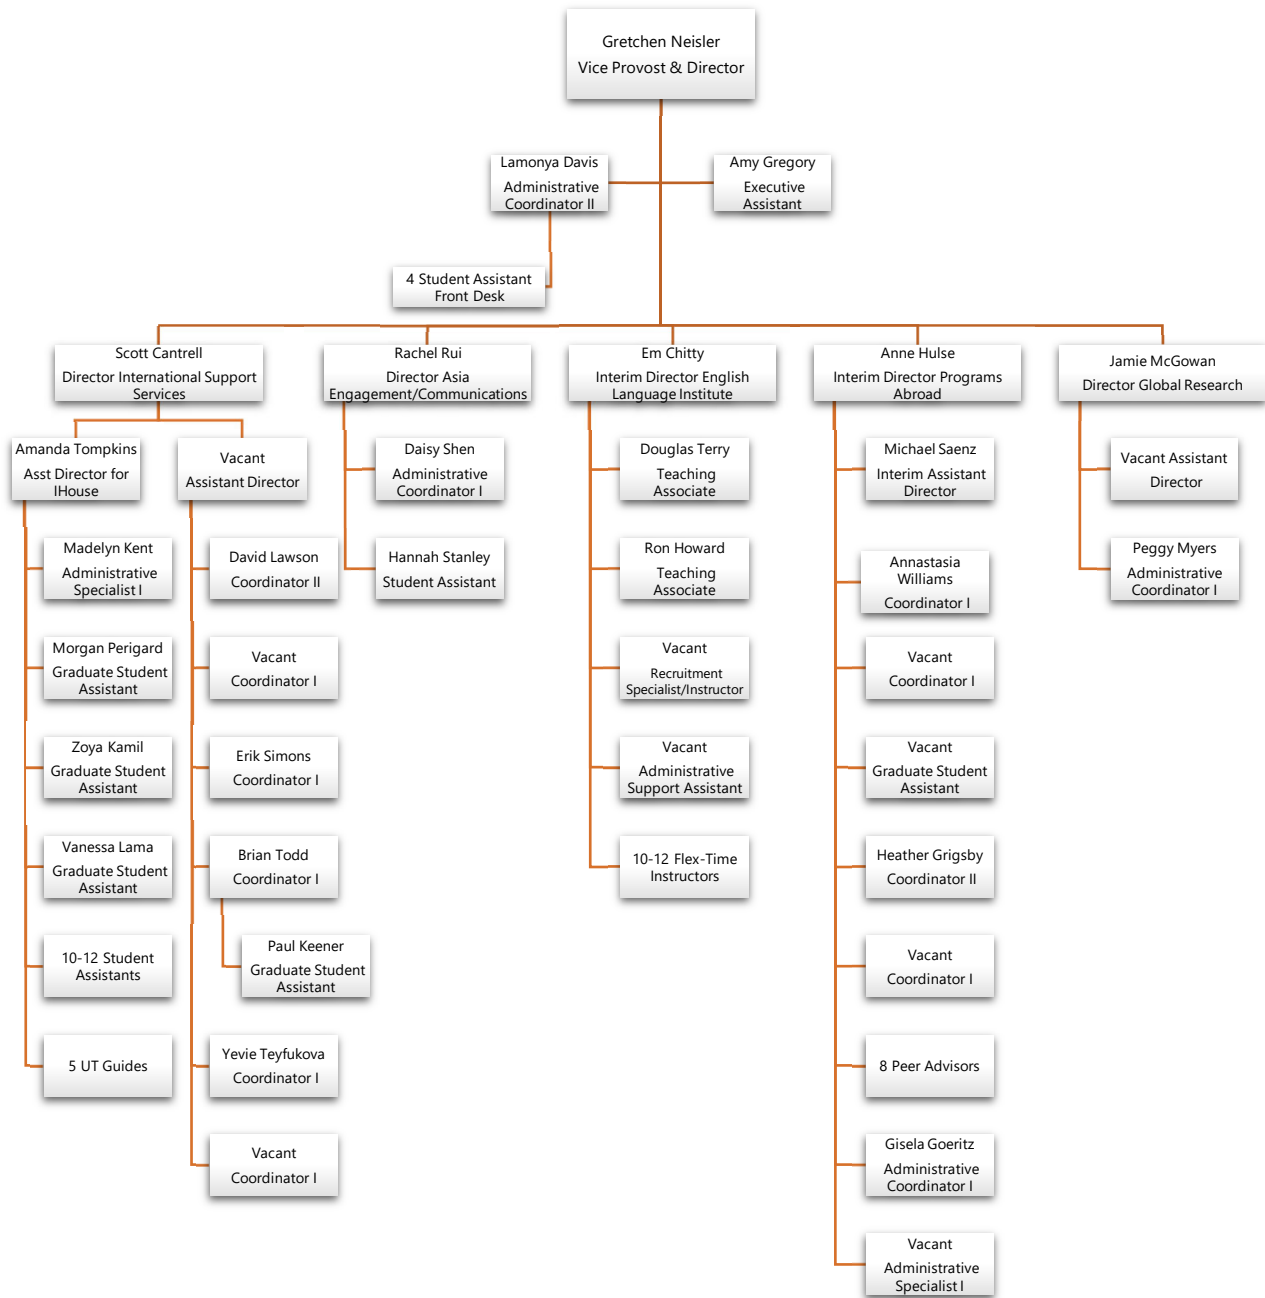 Gretchen Neisler
Vice Provost & Director
Lamonya Davis
Administrative
Coordinator II
Amy Gregory
Executive
Assistant
4 Student Assistant
Front Desk
Scott Cantrell
Director International Support
Services
Rachel Rui
Director Asia
Engagement/Communications
Em Chitty
Interim Director English
Language Institute
Anne Hulse
Interim Director Programs
Abroad
Jamie McGowan
Director Global Research
Amanda Tompkins
Asst Director for
IHouse
Madelyn Kent
Administrative
Specialist I
Morgan Perigard
Graduate Student
Assistant
Zoya Kamil
Graduate Student
Assistant
Vanessa Lama
Graduate Student
Assistant
10-12 Student
Assistants
5 UT Guides
Vacant
Assistant Director
David Lawson
Coordinator II
Vacant
Coordinator I
Erik Simons
Coordinator I
Brian Todd
Coordinator I
Paul Keener
Graduate Student
Assistant
Yevie Teyfukova
Coordinator I
Vacant
Coordinator I
Daisy Shen
Administrative
Coordinator I
Hannah Stanley
Student Assistant
Douglas Terry
Teaching
Associate
Ron Howard
Teaching
Associate
Vacant
Recruitment
Specialist/Instructor
Vacant
Administrative
Support Assistant
10-12 Flex-Time
Instructors
Michael Saenz
Interim Assistant
Director
Annastasia
Williams
Coordinator I
Vacant
Coordinator I
Vacant
Graduate Student
Assistant
Heather Grigsby
Coordinator II
Vacant
Coordinator I
8 Peer Advisors
Gisela Goeritz
Administrative
Coordinator I
Vacant
Administrative
Specialist I
Vacant Assistant
Director
Peggy Myers
Administrative
Coordinator I